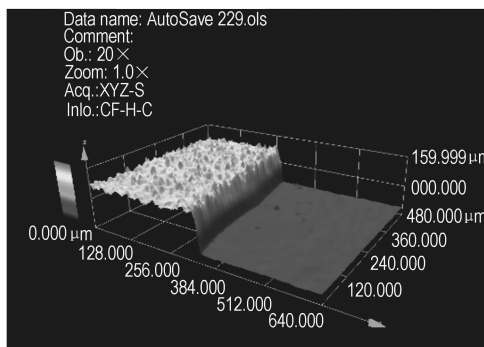 Data name: AutoSave 229.ols
Comment:
Ob.: 20×
Zoom: 1.0×
Acq.:XYZ-S
Inlo.:CF-H-C
z
159.999 μm
000.000
480.000 μm
360.000
240.000
120.000
0.000 μm
128.000
256.000
384.000
512.000
640.000